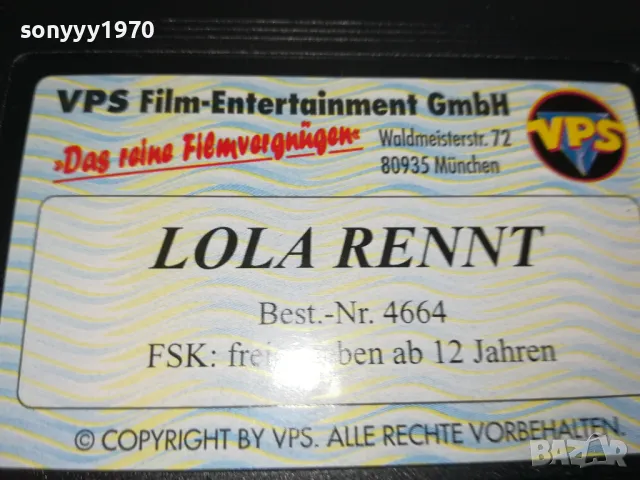 sonyyy1970
VPS Film-Entertainment GmbH
»Das reine Filmvergnügen«
Waldmeisterstr. 72
80935 München
VPS
LOLA RENNT
Best.-Nr. 4664
FSK: freigegeben ab 12 Jahren
© COPYRIGHT BY VPS. ALLE RECHTE VORBEHALTEN.
BAZAR